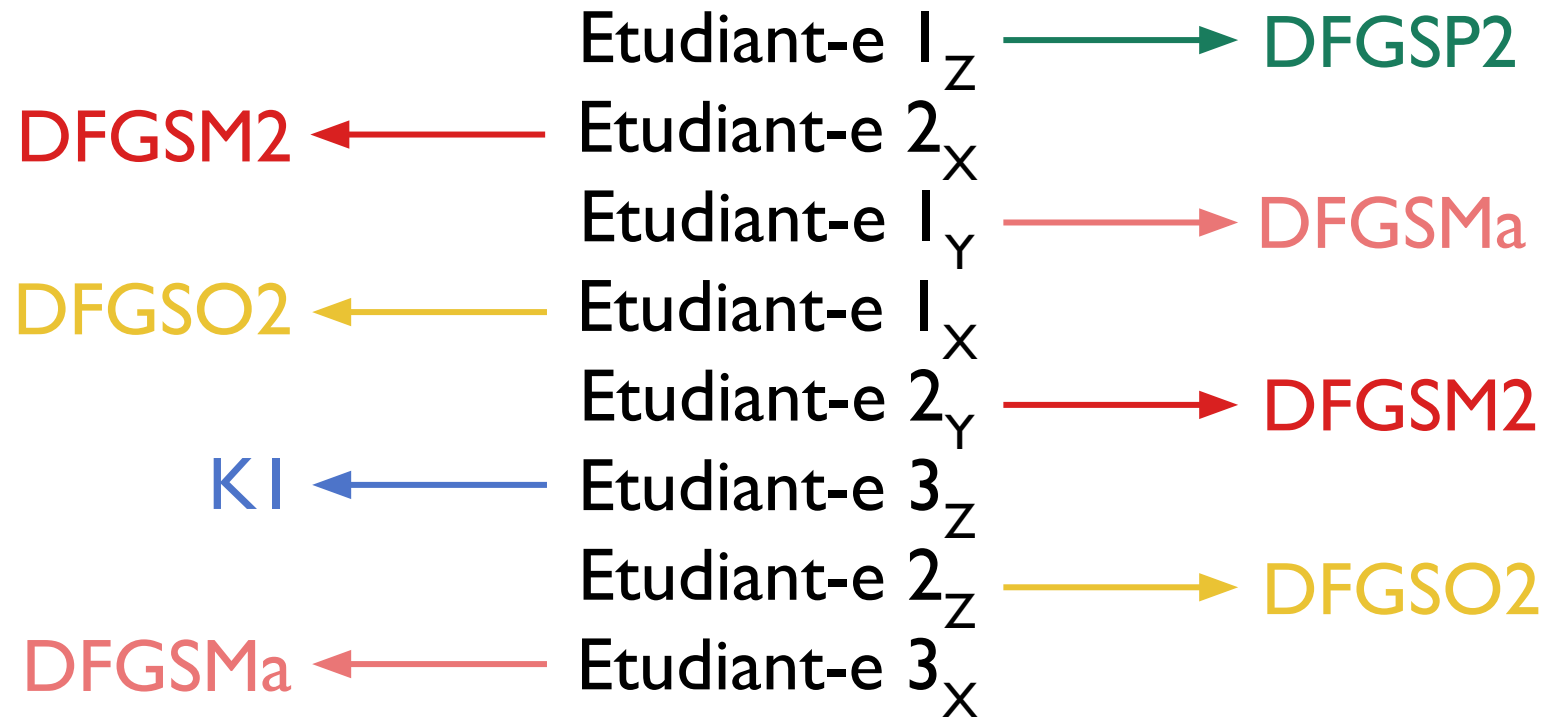 Etudiant-e 1Z → DFGSP2
DFGSM2 ← Etudiant-e 2X
Etudiant-e 1Y → DFGSMa
DFGSO2 ← Etudiant-e 1X
Etudiant-e 2Y → DFGSM2
K1 ← Etudiant-e 3Z
Etudiant-e 2Z → DFGSO2
DFGSMa ← Etudiant-e 3X